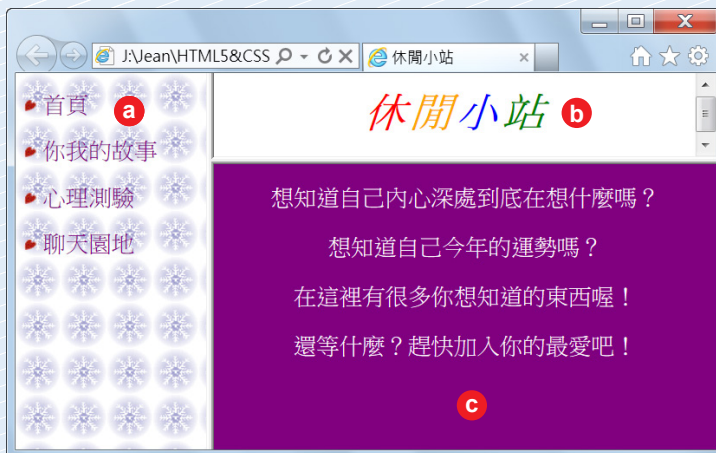 J:\Jean\HTML5&CSS
休閒小站
首頁
a
你我的故事
心理測驗
聊天園地
休閒小站
b
想知道自己內心深處到底在想什麼嗎？
想知道自己今年的運勢嗎？
在這裡有很多你想知道的東西喔！
還等什麼？趕快加入你的最愛吧！
c